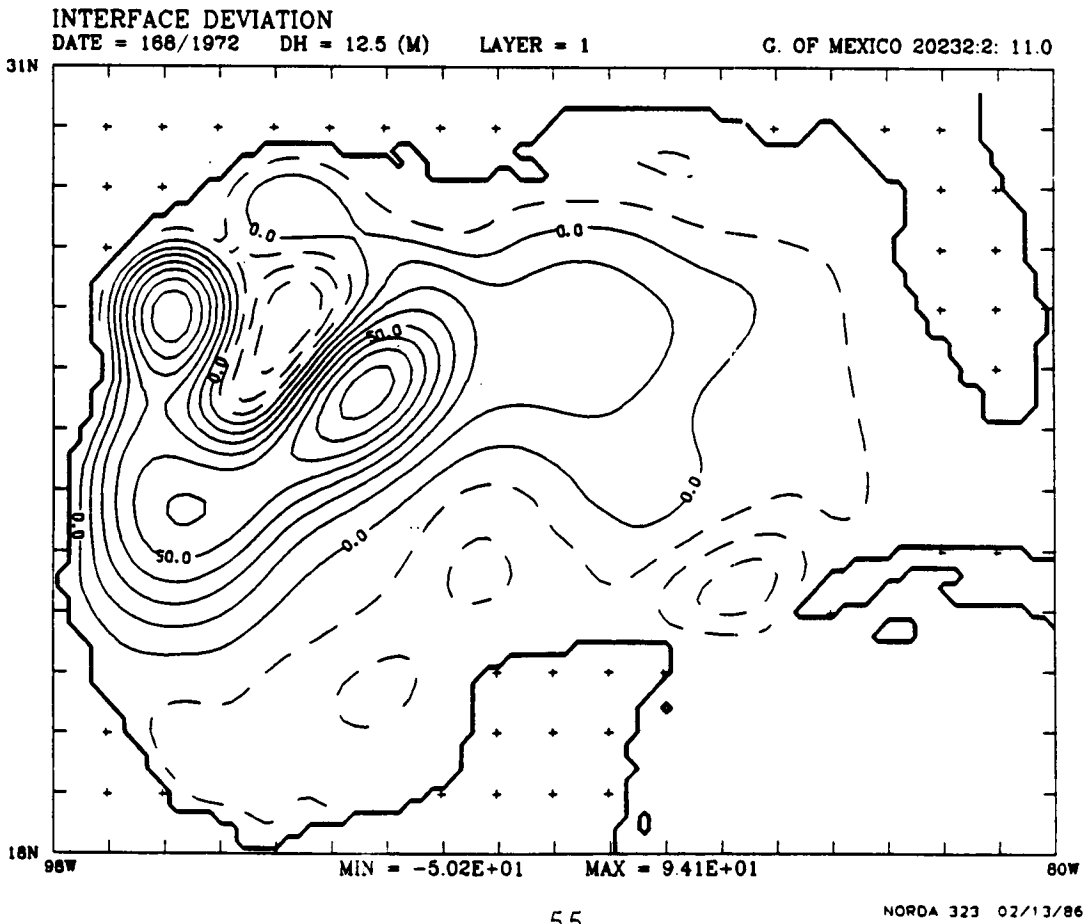 INTERFACE DEVIATION
DATE = 168/1972 DH = 12.5 (M) LAYER = 1 G. OF MEXICO 20232:2: 11.0
31N
0.0
0.0
50.0
0.0
0.0
0.0
0.0
50.0
18N
98W 80W
MIN = -5.02E+01 MAX = 9.41E+01
55
NORDA 323 02/13/86